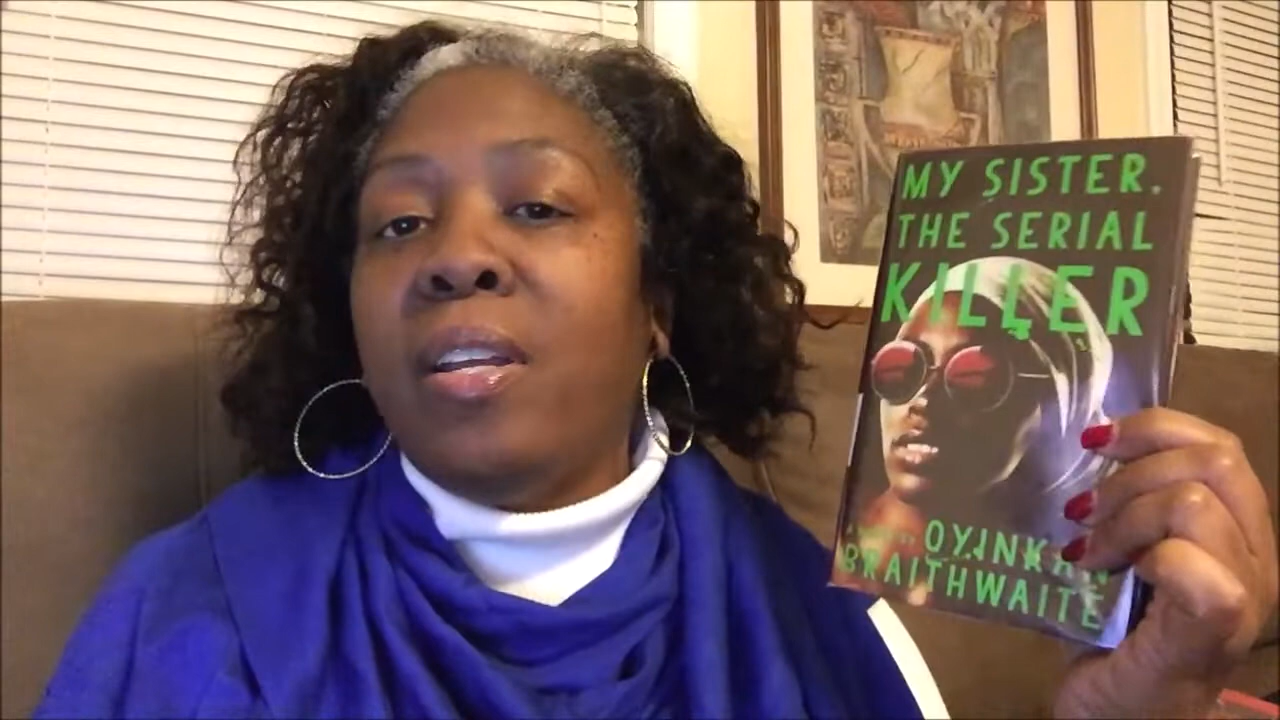 MY SISTER,
THE SERIAL
KILLER
OYINKAN
BRAITHWAITE